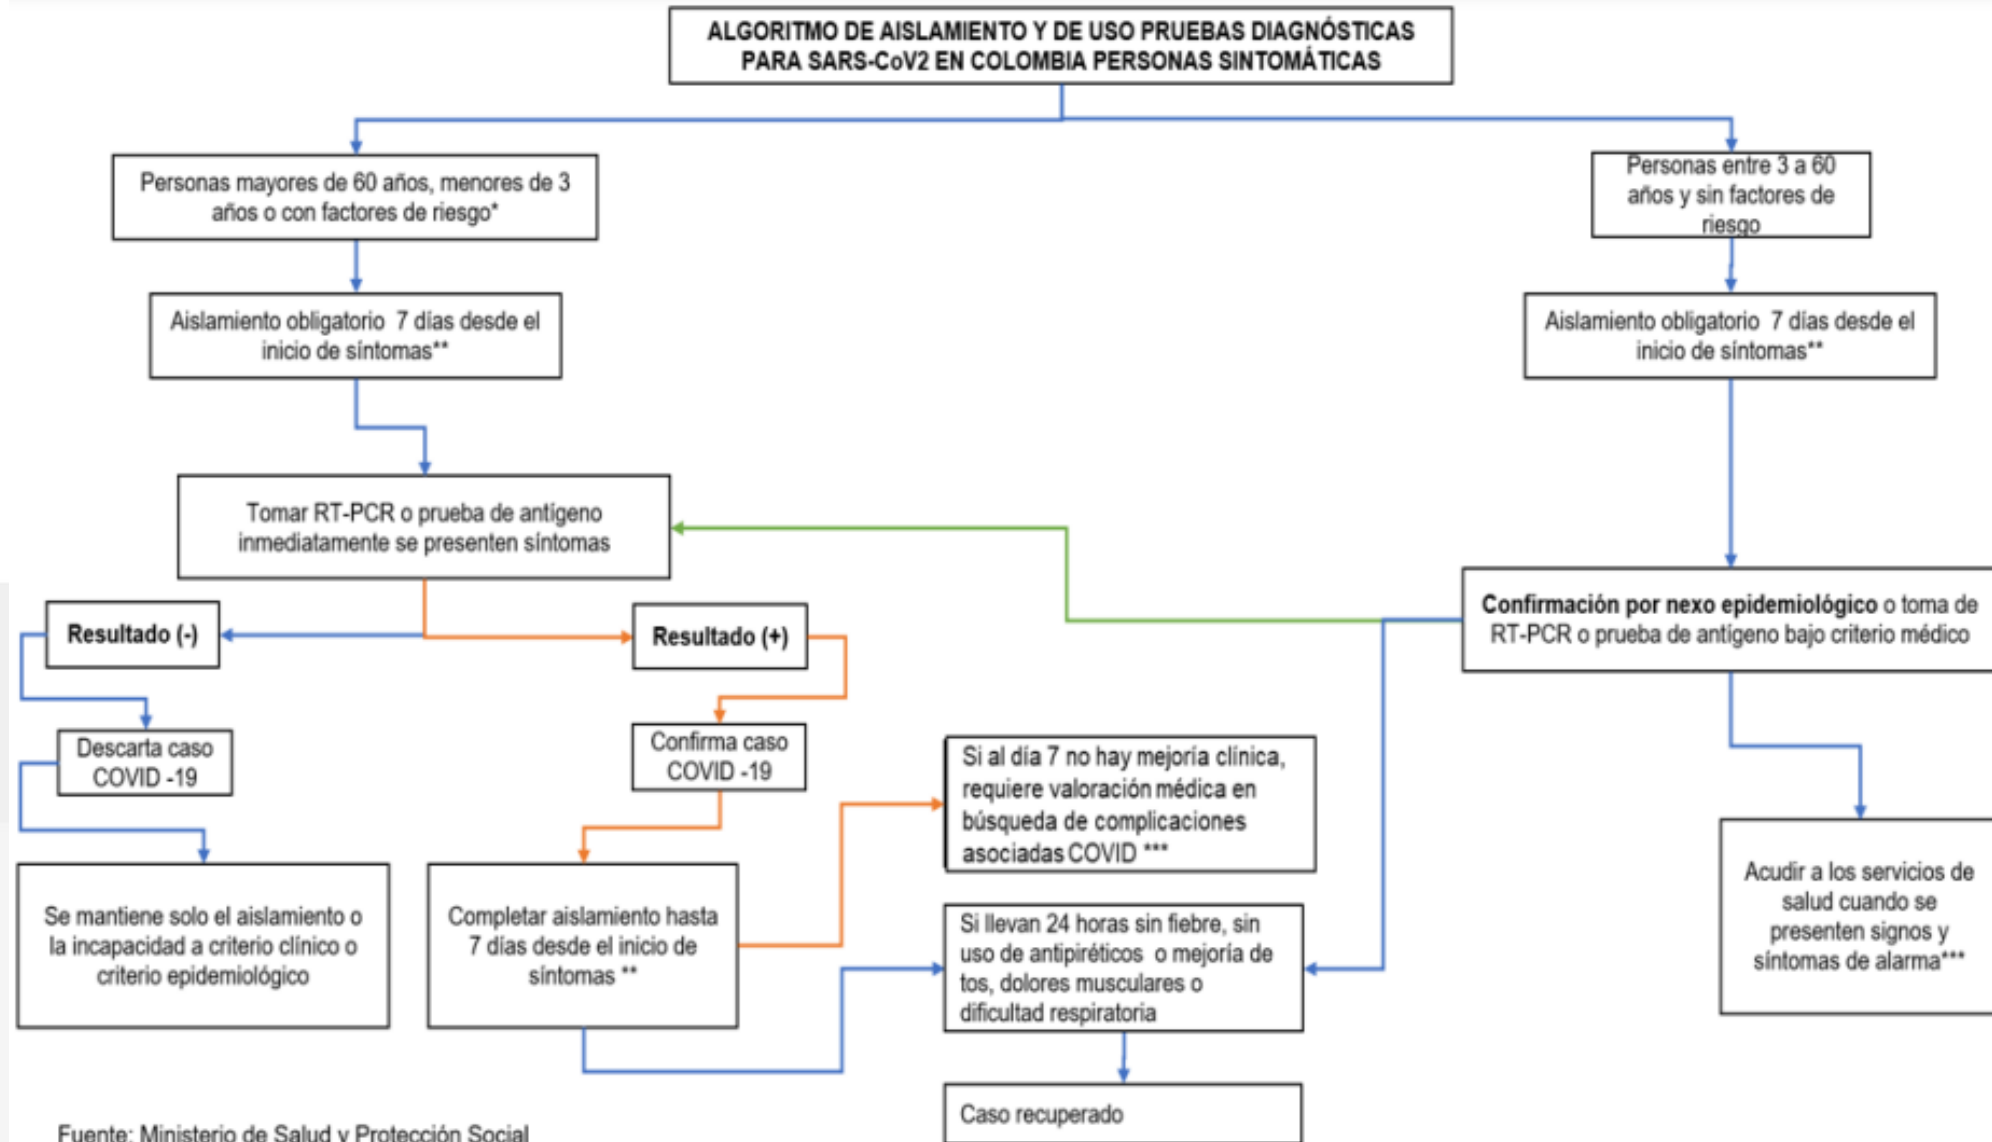 ALGORITMO DE AISLAMIENTO Y DE USO PRUEBAS DIAGNÓSTICAS
PARA SARS-CoV2 EN COLOMBIA PERSONAS SINTOMÁTICAS
Personas mayores de 60 años, menores de 3
años o con factores de riesgo*
Personas entre 3 a 60
años y sin factores de
riesgo
Aislamiento obligatorio 7 días desde el
inicio de síntomas**
Aislamiento obligatorio 7 días desde el
inicio de síntomas**
Tomar RT-PCR o prueba de antígeno
inmediatamente se presenten síntomas
Confirmación por nexo epidemiológico o toma de
RT-PCR o prueba de antígeno bajo criterio médico
Resultado (-)
Resultado (+)
Descarta caso
COVID -19
Confirma caso
COVID -19
Si al día 7 no hay mejoría clínica,
requiere valoración médica en
búsqueda de complicaciones
asociadas COVID ***
Se mantiene solo el aislamiento o
la incapacidad a criterio clínico o
criterio epidemiológico
Completar aislamiento hasta
7 días desde el inicio de
síntomas **
Si llevan 24 horas sin fiebre, sin
uso de antipiréticos o mejoría de
tos, dolores musculares o
dificultad respiratoria
Acudir a los servicios de
salud cuando se
presenten signos y
síntomas de alarma***
Caso recuperado
Fuente: Ministerio de Salud y Protección Social